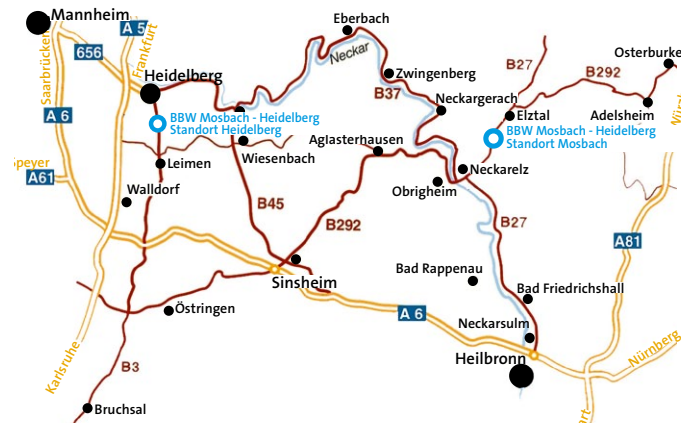 Mannheim
Eberbach
A 5
Frankfurt
656
Saarbrücken
Neckar
B27
Osterburke
Heidelberg
Zwingenberg
B292
B37
Neckargerach
Elztal
Adelsheim
A 6
BBW Mosbach - Heidelberg
Standort Heidelberg
BBW Mosbach - Heidelberg
Standort Mosbach
Aglasterhausen
Wiesenbach
Speyer
Leimen
Neckarelz
A61
Walldorf
Obrigheim
B45
B292
B27
A81
Bad Rappenau
Sinsheim
Bad Friedrichshall
Östringen
A 6
Neckarsulm
Heilbronn
Nürnberg
Karlsruhe
B3
Bruchsal